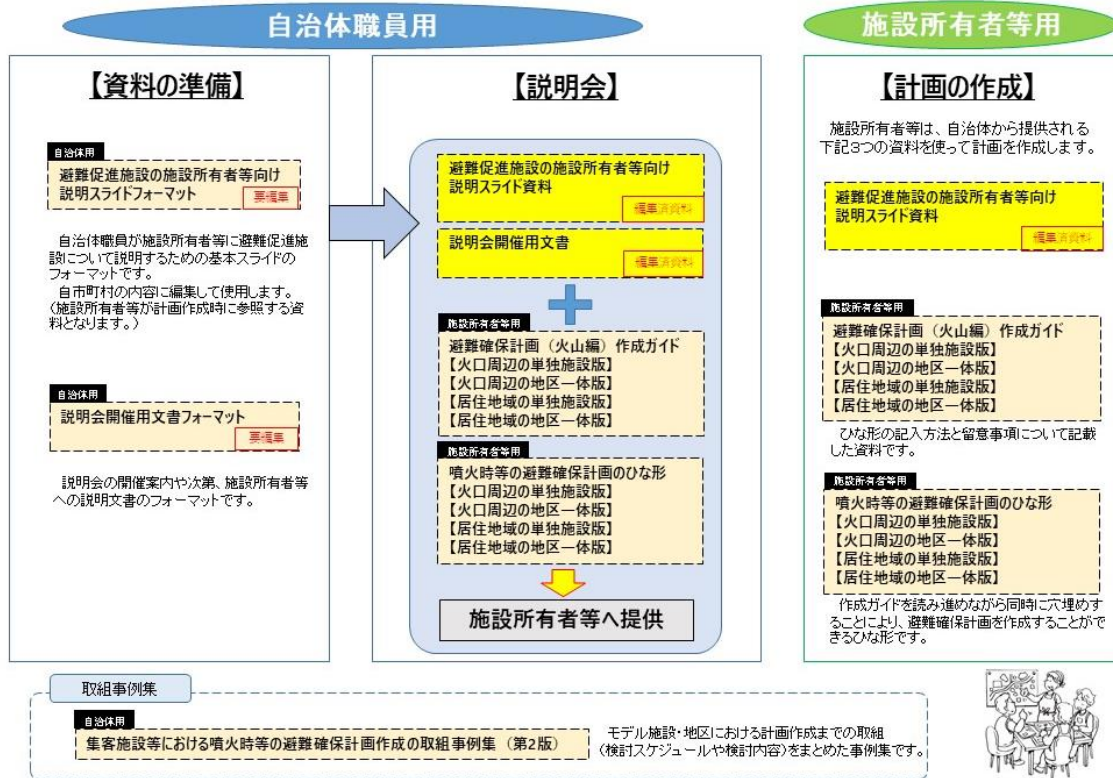 自治体職員用
施設所有者等用
【資料の準備】
自治体用
避難促進施設の施設所有者等向け
説明スライドフォーマット
要編集
自治体職員が施設所有者等に避難促進施
設について説明するための基本スライドの
フォーマットです。
自市町村の内容に編集して使用します。
(施設所有者等が計画作成時に参照する資
料となります。)
自治体用
説明会開催用文書フォーマット
要編集
説明会の開催案内や次第、施設所有者等
への説明文書のフォーマットです。
【説明会】
避難促進施設の施設所有者等向け
説明スライド資料
編集済資料
説明会開催用文書
編集済資料
施設所有者等用
避難確保計画（火山編）作成ガイド
【火口周辺の単独施設版】
【火口周辺の地区一体版】
【居住地域の単独施設版】
【居住地域の地区一体版】
施設所有者等用
噴火時等の避難確保計画のひな形
【火口周辺の単独施設版】
【火口周辺の地区一体版】
【居住地域の単独施設版】
【居住地域の地区一体版】
施設所有者等へ提供
【計画の作成】
施設所有者等は、自治体から提供される
下記3つの資料を使って計画を作成します。
避難促進施設の施設所有者等向け
説明スライド資料
編集済資料
施設所有者等用
避難確保計画（火山編）作成ガイド
【火口周辺の単独施設版】
【火口周辺の地区一体版】
【居住地域の単独施設版】
【居住地域の地区一体版】
ひな形の記入方法と留意事項について記載
した資料です。
施設所有者等用
噴火時等の避難確保計画のひな形
【火口周辺の単独施設版】
【火口周辺の地区一体版】
【居住地域の単独施設版】
【居住地域の地区一体版】
作成ガイドを読み進めながら同時に穴埋めす
ることにより、避難確保計画を作成することがで
きるひな形です。
取組事例集
自治体用
集客施設等における噴火時等の避難確保計画作成の取組事例集（第2版）
モデル施設・地区における計画作成までの取組
(検討スケジュールや検討内容)をまとめた事例集です。